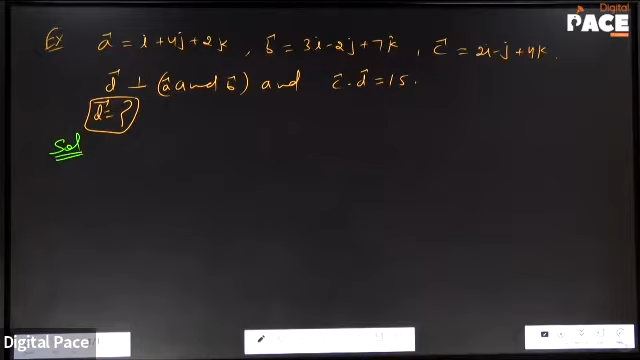 Digital
PACE
Ex a⃗ = i + 4j + 2k , b⃗ = 3i - 2j + 7k , c⃗ = 2i - j + 4k .
d⃗ ⊥ (a⃗ and b⃗) and c⃗ . d⃗ = 15 .
d⃗ = ?
Sol
Digital Pace